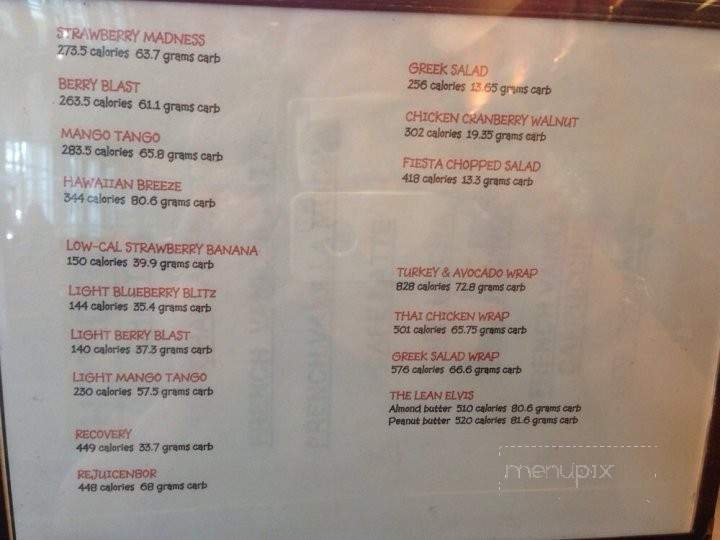 STRAWBERRY MADNESS
273.5 calories 63.7 grams carb
BERRY BLAST
263.5 calories 61.1 grams carb
MANGO TANGO
283.5 calories 65.8 grams carb
HAWAIIAN BREEZE
344 calories 80.6 grams carb
LOW-CAL STRAWBERRY BANANA
150 calories 39.9 grams carb
LIGHT BLUEBERRY BLITZ
144 calories 35.4 grams carb
LIGHT BERRY BLAST
140 calories 37.3 grams carb
LIGHT MANGO TANGO
230 calories 57.5 grams carb
RECOVERY
449 calories 33.7 grams carb
REJUICEN8OR
448 calories 68 grams carb
GREEK SALAD
256 calories 13.65 grams carb
CHICKEN CRANBERRY WALNUT
302 calories 19.35 grams carb
FIESTA CHOPPED SALAD
418 calories 13.3 grams carb
TURKEY & AVOCADO WRAP
828 calories 72.8 grams carb
THAI CHICKEN WRAP
501 calories 65.75 grams carb
GREEK SALAD WRAP
576 calories 66.6 grams carb
THE LEAN ELVIS
Almond butter 510 calories 80.6 grams carb
Peanut butter 520 calories 81.6 grams carb
menupix